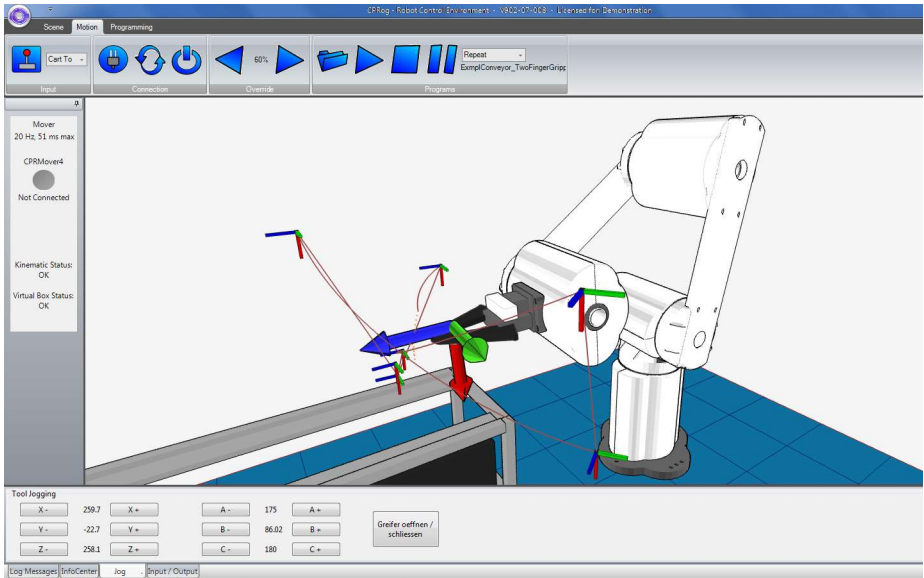 CPRog - Robot Control Environment - V902-07-008 - Licensed for Demonstration
Scene Motion Programming
Cart To
60%
Repeat
ExmplConveyor_TwoFingerGripp
Input Connection Override Programs
Mover
20 Hz, 51 ms max
CPRMover4
Not Connected
Kinematic Status:
OK
Virtual Box Status:
OK
Tool Jogging
X - 259.7 X + A - 175 A +
Y - -22.7 Y + B - 86.02 B +
Z - 258.1 Z + C - 180 C +
Greifer oeffnen /
schliessen
Log Messages InfoCenter Jog Input / Output